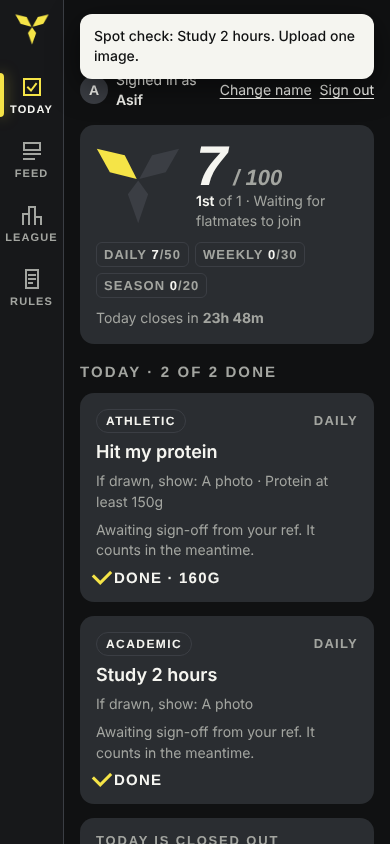 Spot check: Study 2 hours. Upload one
image.
A
Signed in as
Asif
Change name
Sign out
TODAY
FEED
LEAGUE
RULES
7 / 100
1st of 1 · Waiting for
flatmates to join
DAILY 7/50
WEEKLY 0/30
SEASON 0/20
Today closes in 23h 48m
TODAY · 2 OF 2 DONE
ATHLETIC
DAILY
Hit my protein
If drawn, show: A photo · Protein at
least 150g
Awaiting sign-off from your ref. It
counts in the meantime.
DONE · 160G
ACADEMIC
DAILY
Study 2 hours
If drawn, show: A photo
Awaiting sign-off from your ref. It
counts in the meantime.
DONE
TODAY IS CLOSED OUT